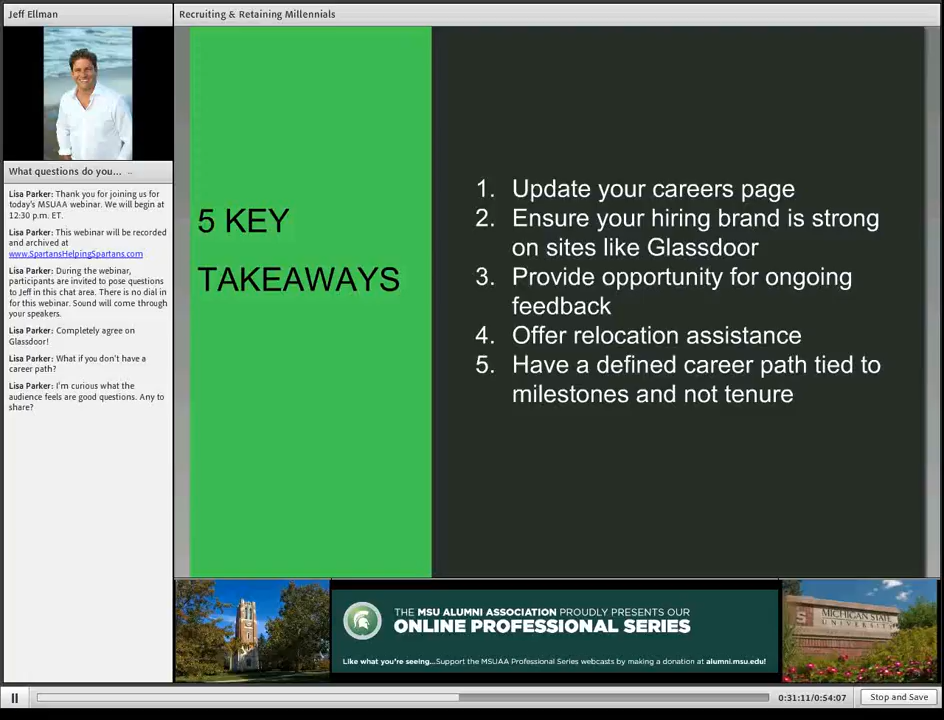 Jeff Ellman
Recruiting & Retaining Millennials
What questions do you...
Lisa Parker: Thank you for joining us for
today's MSUAA webinar. We will begin at
12:30 p.m. ET.
Lisa Parker: This webinar will be recorded
and archived at
www.SpartansHelpingSpartans.com
Lisa Parker: During the webinar,
participants are invited to pose questions
to Jeff in this chat area. There is no dial in
for this webinar. Sound will come through
your speakers.
Lisa Parker: Completely agree on
Glassdoor!
Lisa Parker: What if you don't have a
career path?
Lisa Parker: I'm curious what the
audience feels are good questions. Any to
share?
5 KEY
TAKEAWAYS
1. Update your careers page
2. Ensure your hiring brand is strong
on sites like Glassdoor
3. Provide opportunity for ongoing
feedback
4. Offer relocation assistance
5. Have a defined career path tied to
milestones and not tenure
THE MSU ALUMNI ASSOCIATION PROUDLY PRESENTS OUR
ONLINE PROFESSIONAL SERIES
Like what you're seeing...Support the MSUAA Professional Series webcasts by making a donation at alumni.msu.edu!
S
MICHIGAN STATE
UNIVERSITY
0:31:11/0:54:07
Stop and Save